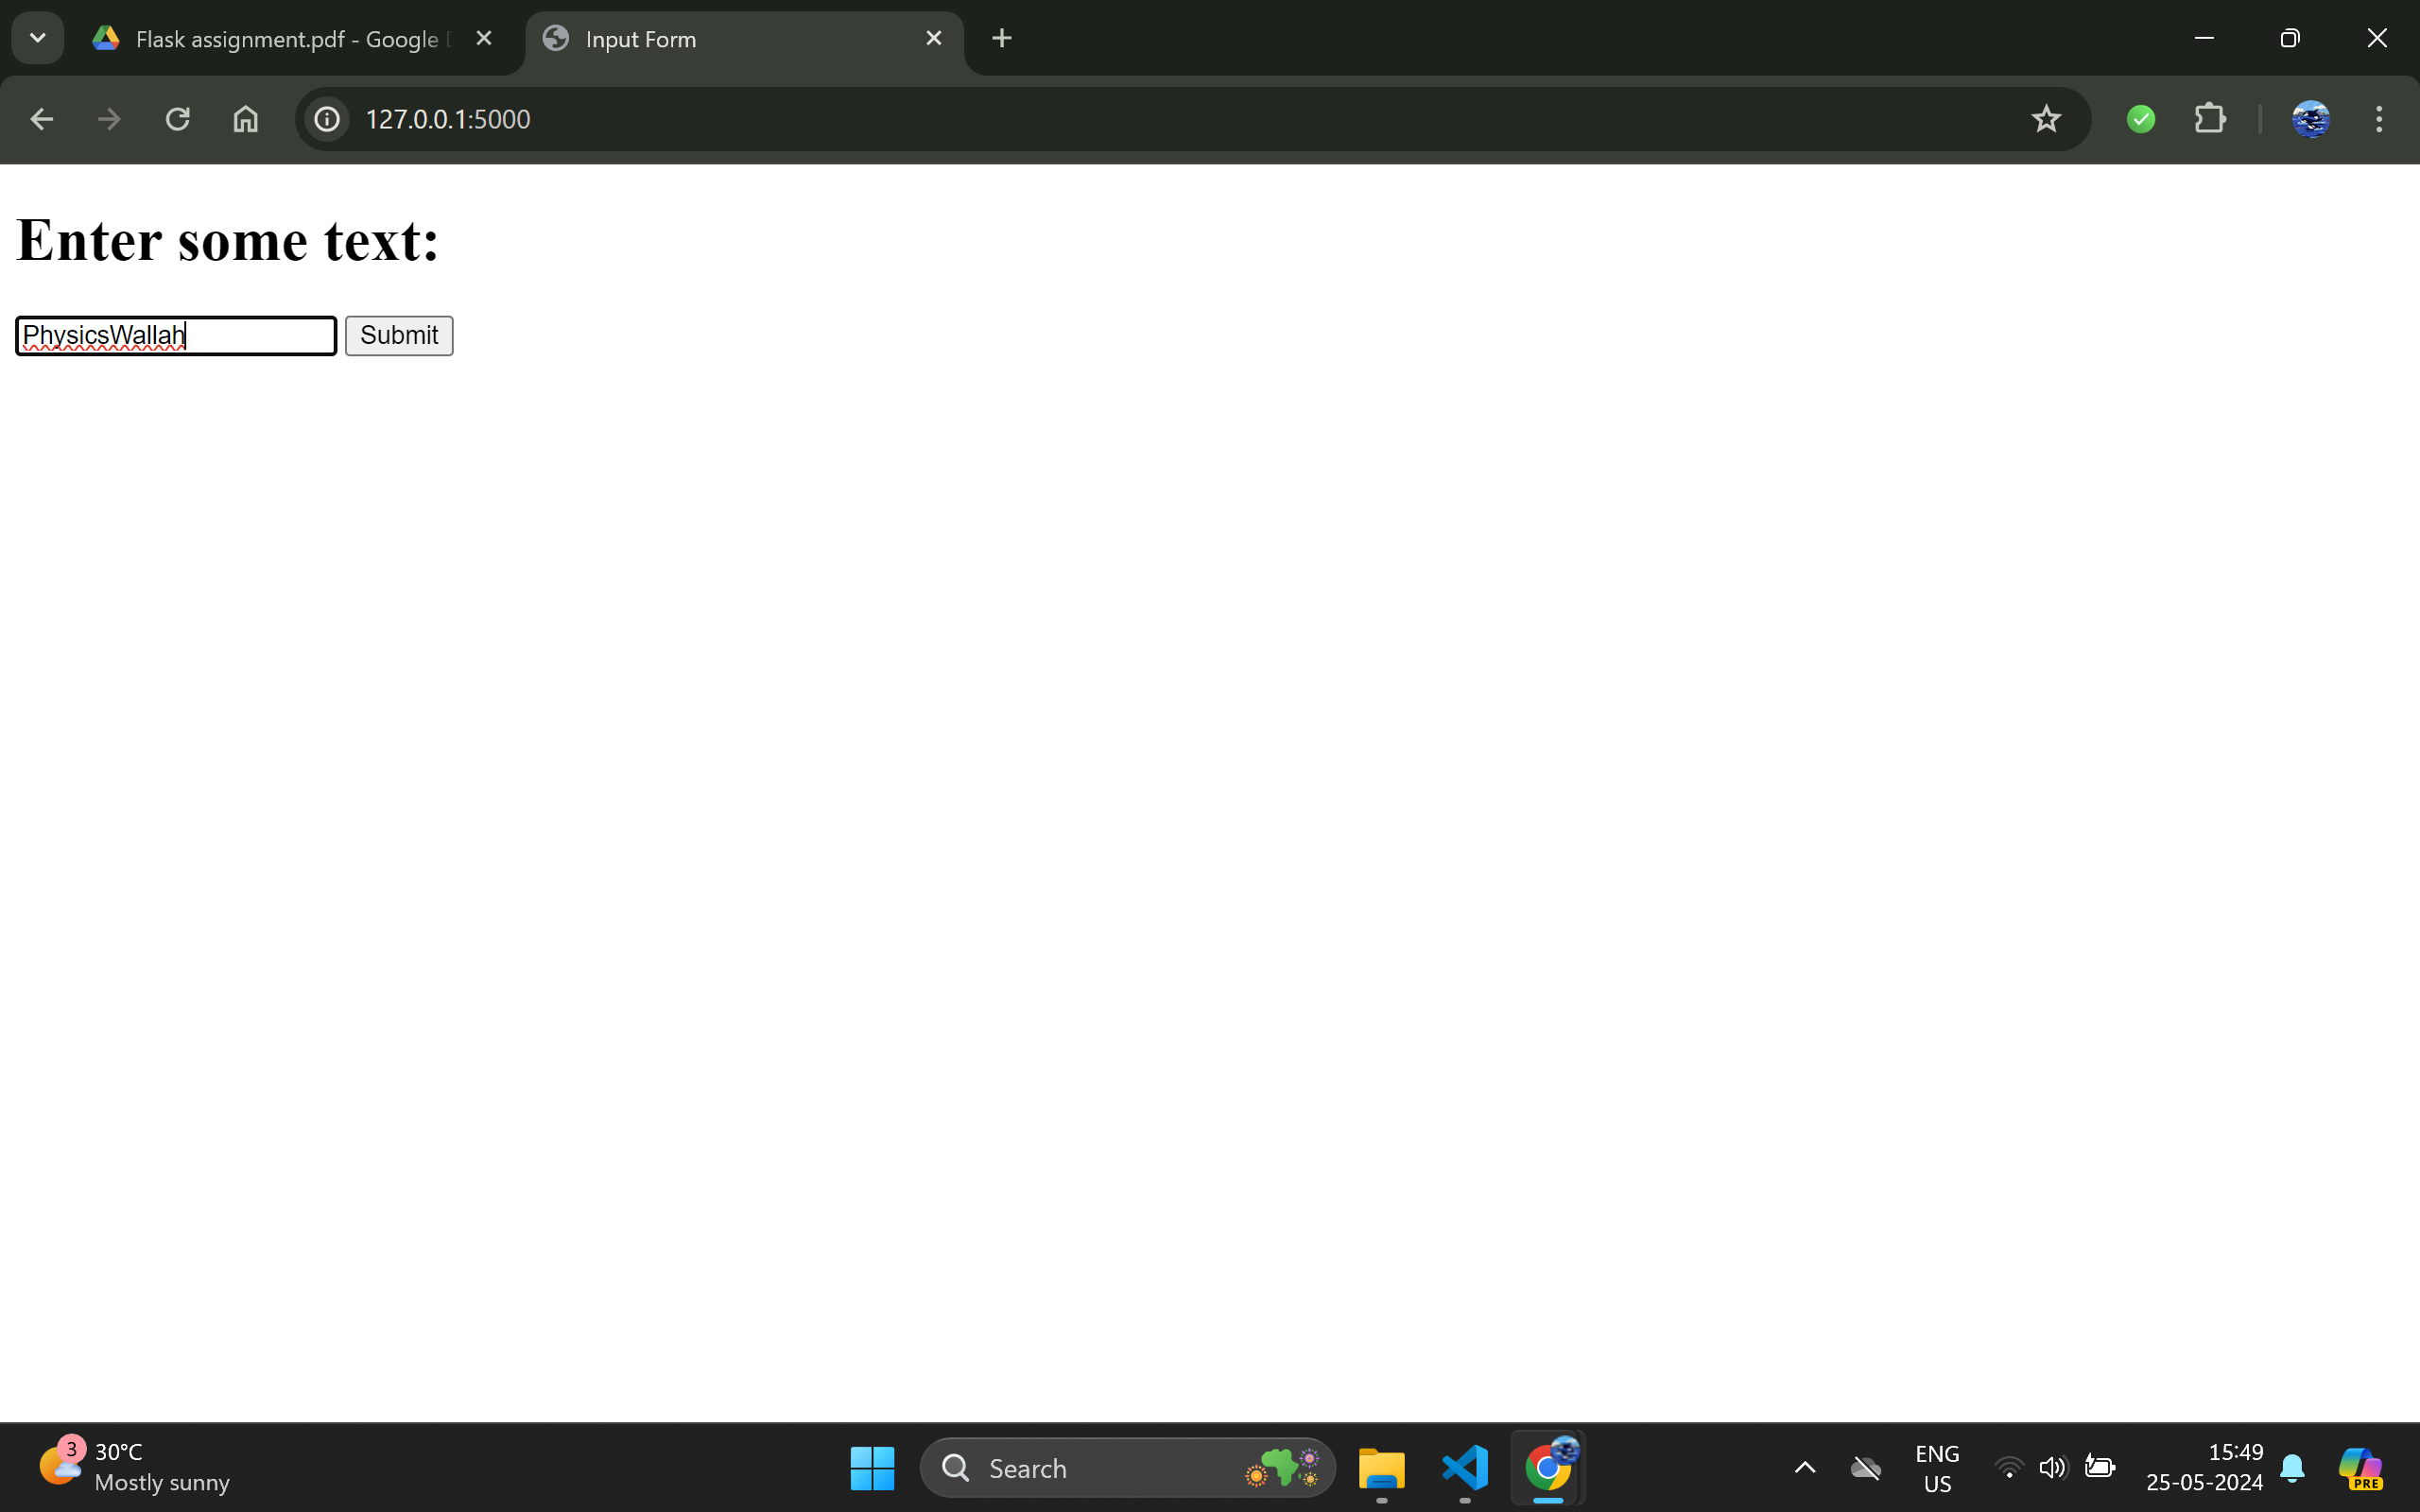 Flask assignment.pdf - Google
Input Form
127.0.0.1:5000
Enter some text:
PhysicsWallah
Submit
3
30°C
Mostly sunny
Search
ENG
US
15:49
25-05-2024
PRE